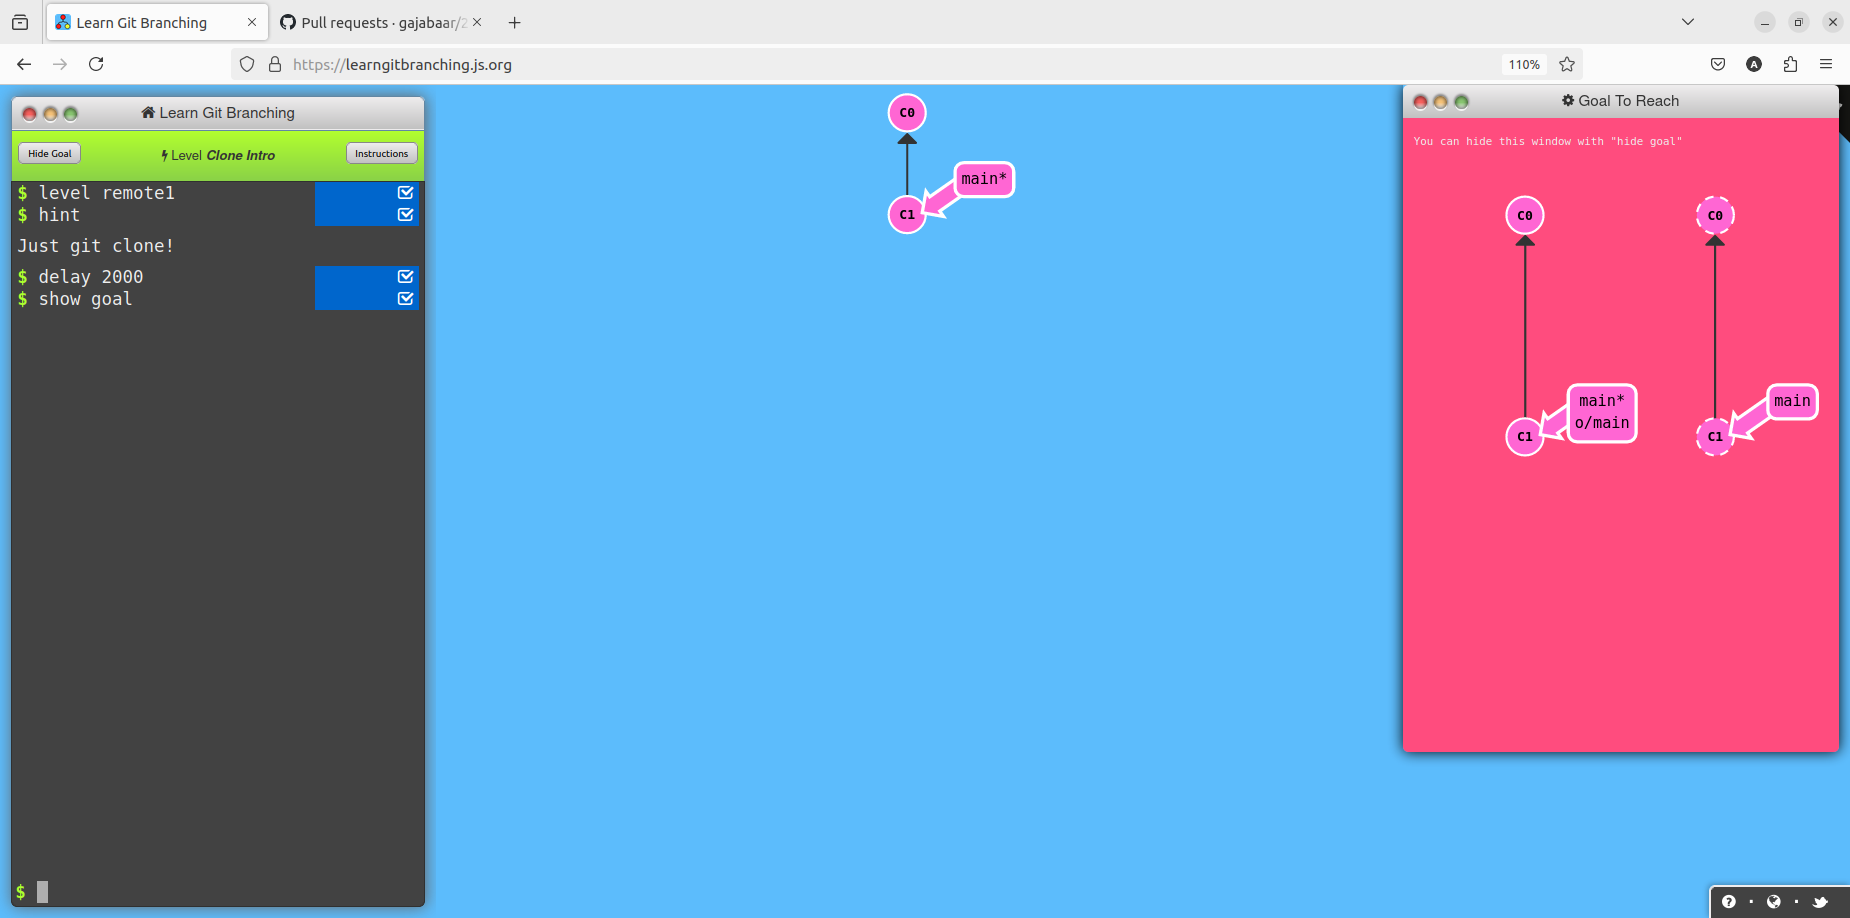 Learn Git Branching
Pull requests · gajabaar/2
https://learngitbranching.js.org
110%
A
Learn Git Branching
Hide Goal
Level Clone Intro
Instructions
$ level remote1
$ hint
Just git clone!
$ delay 2000
$ show goal
$
C0
main*
C1
Goal To Reach
You can hide this window with "hide goal"
C0
C0
main*
o/main
main
C1
C1